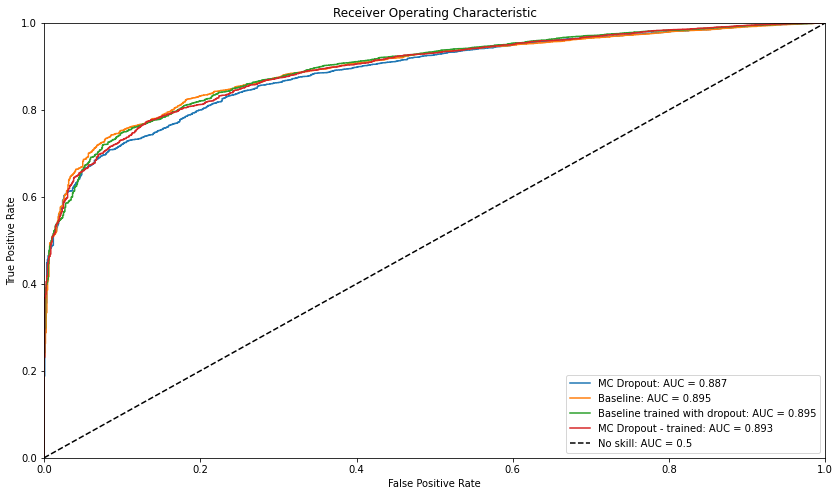 Receiver Operating Characteristic
1.0
0.8
0.6
0.4
0.2
0.0
True Positive Rate
MC Dropout: AUC = 0.887
Baseline: AUC = 0.895
Baseline trained with dropout: AUC = 0.895
MC Dropout - trained: AUC = 0.893
No skill: AUC = 0.5
0.0 0.2 0.4 0.6 0.8 1.0
False Positive Rate